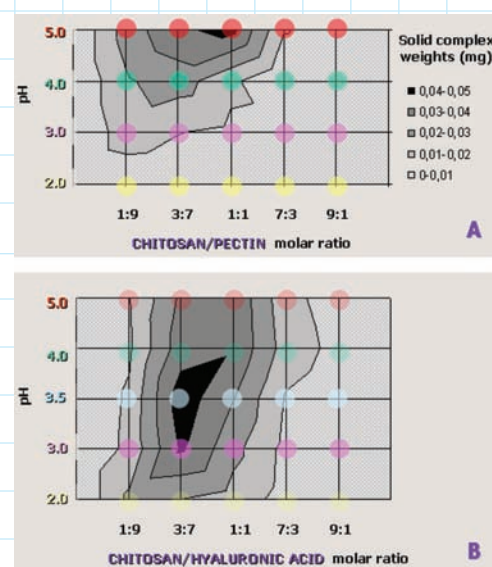 5.0
4.0
3.0
2.0
pH
1:9 3:7 1:1 7:3 9:1
CHITOSAN/PECTIN molar ratio
A
Solid complex
weights (mg)
0,04-0,05
0,03-0,04
0,02-0,03
0,01-0,02
0-0,01
5.0
4.0
3.5
3.0
2.0
pH
1:9 3:7 1:1 7:3 9:1
CHITOSAN/HYALURONIC ACID molar ratio
B